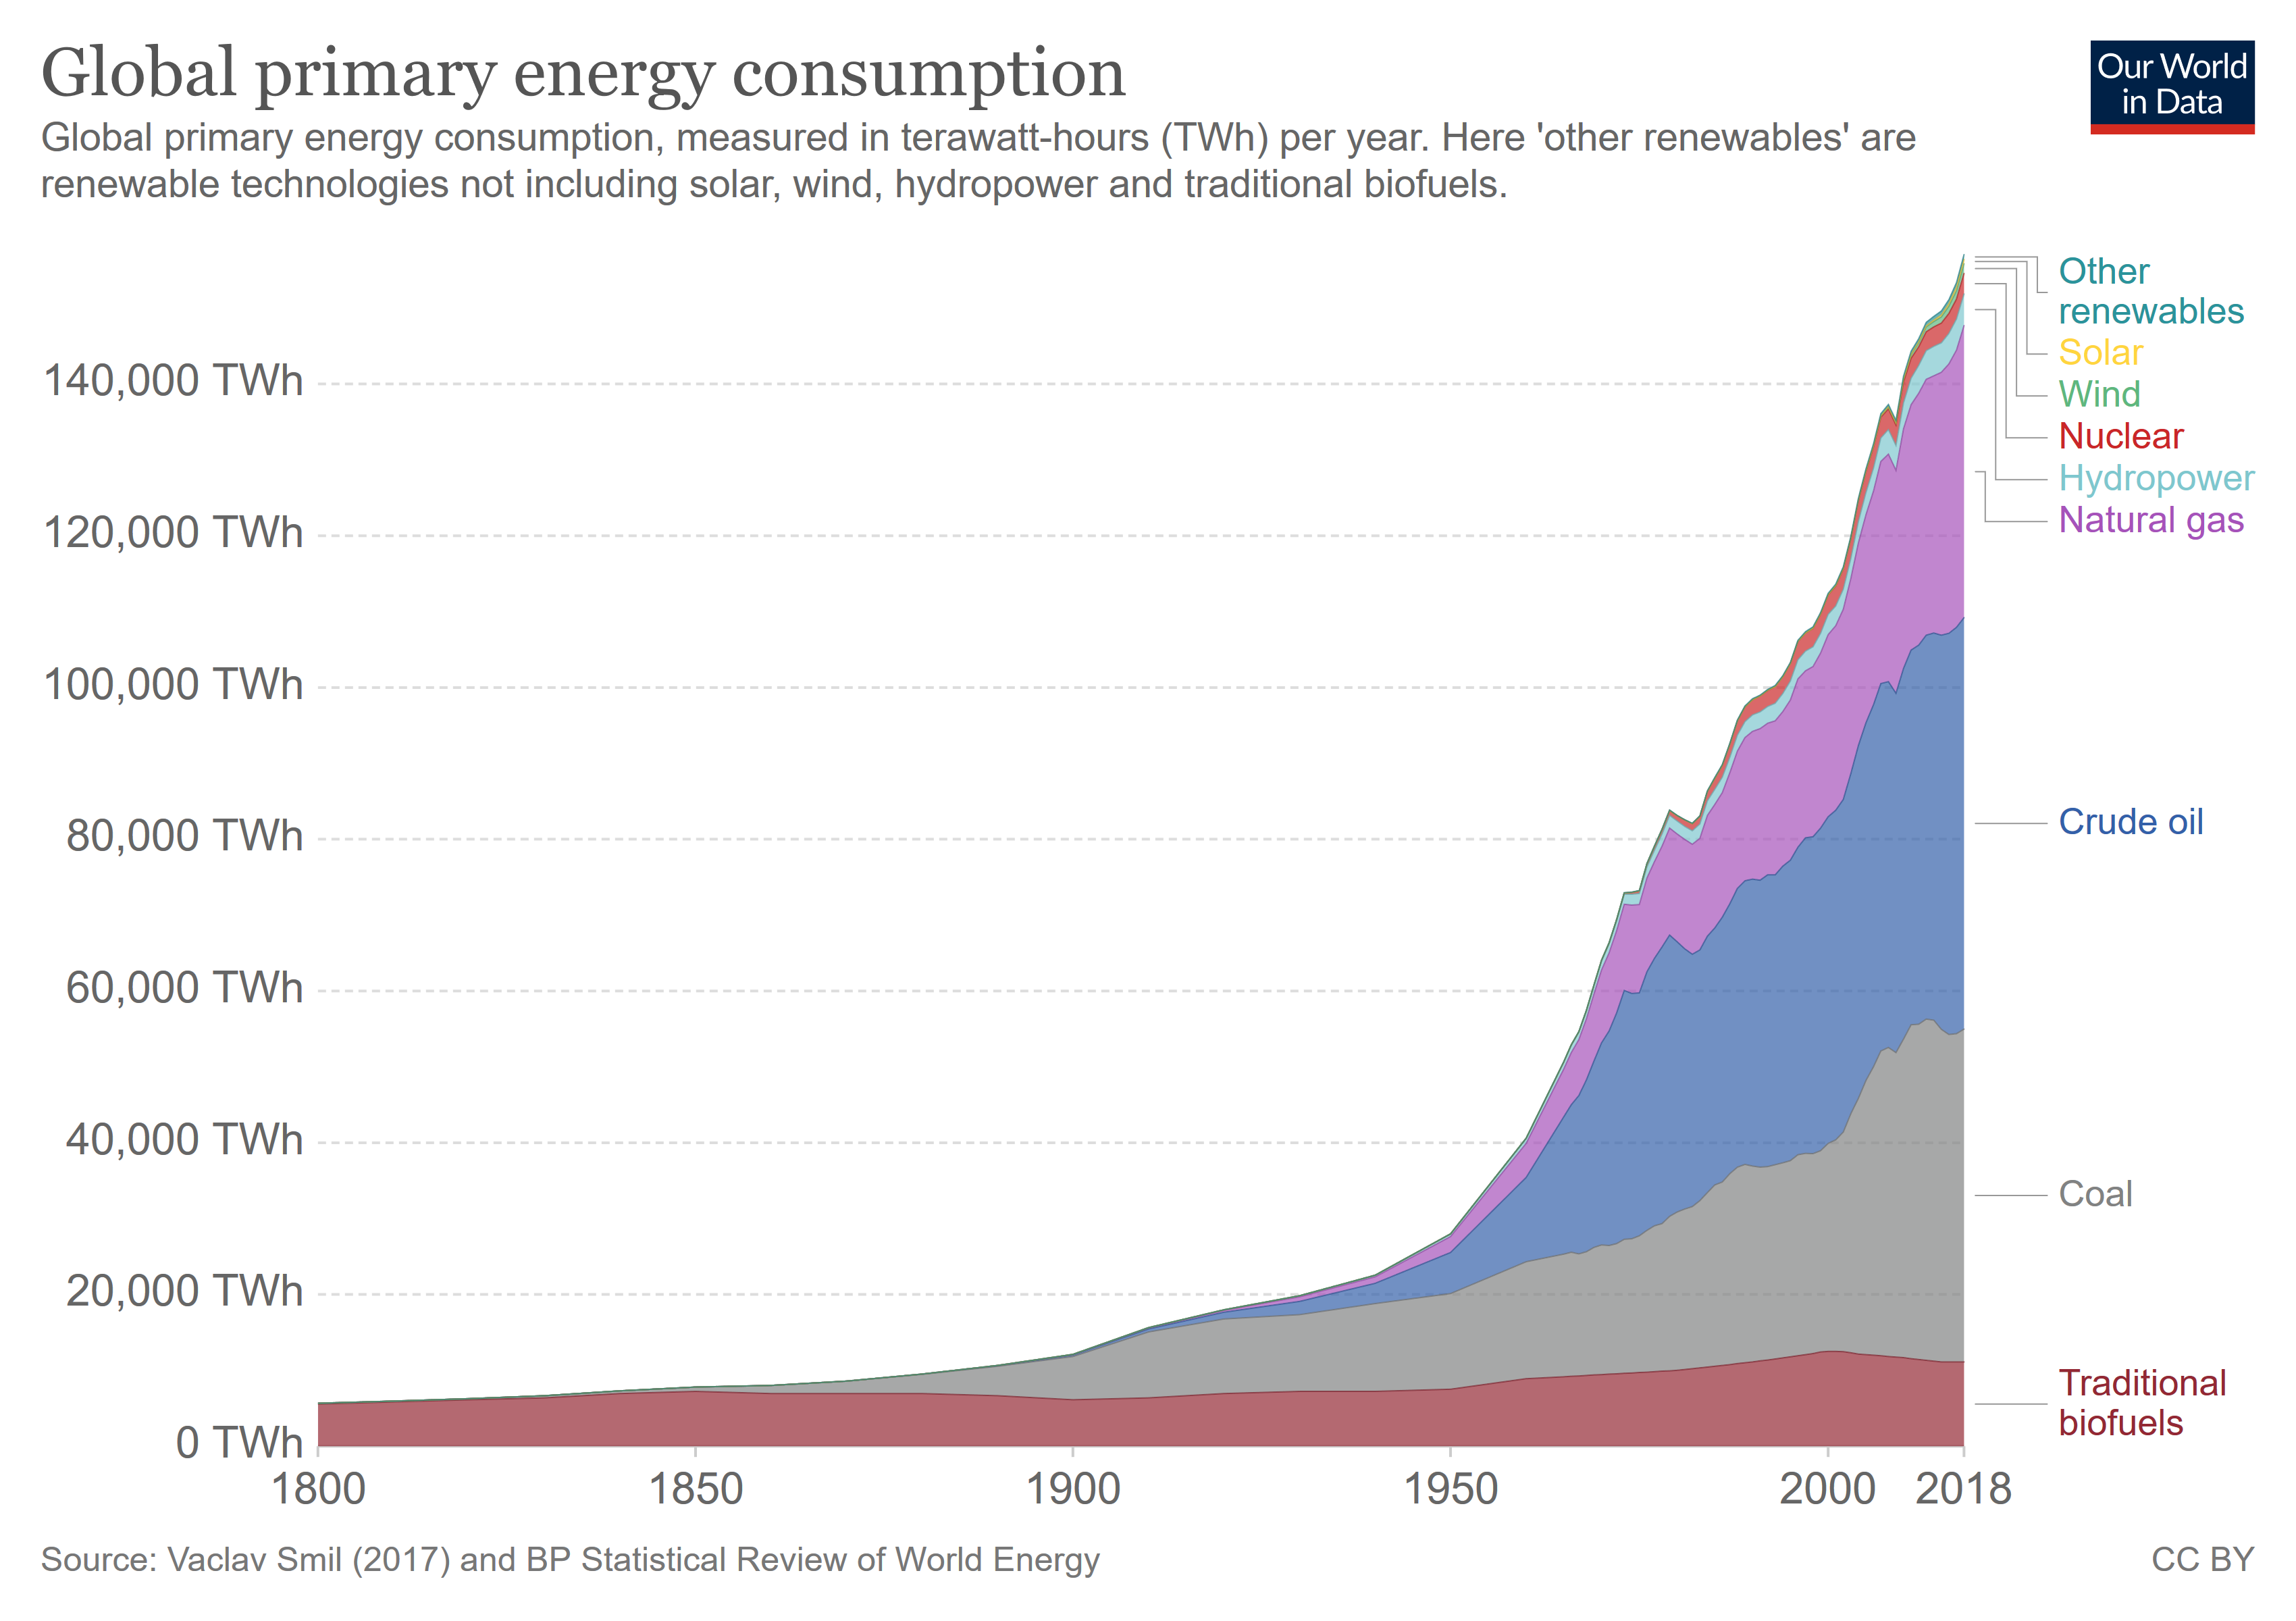 Global primary energy consumption
Our World
in Data
Global primary energy consumption, measured in terawatt-hours (TWh) per year. Here 'other renewables' are
renewable technologies not including solar, wind, hydropower and traditional biofuels.
140,000 TWh
120,000 TWh
100,000 TWh
80,000 TWh
60,000 TWh
40,000 TWh
20,000 TWh
0 TWh
Other
renewables
Solar
Wind
Nuclear
Hydropower
Natural gas
Crude oil
Coal
Traditional
biofuels
1800 1850 1900 1950 2000 2018
Source: Vaclav Smil (2017) and BP Statistical Review of World Energy
CC BY